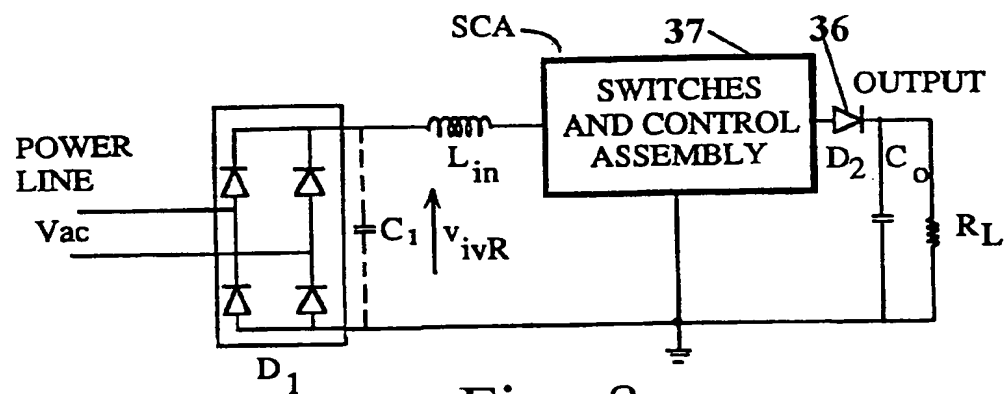 SCA
37
36
SWITCHES
AND CONTROL
ASSEMBLY
OUTPUT
POWER
LINE
Vac
Lin
D2
Co
C1
vivR
RL
D1